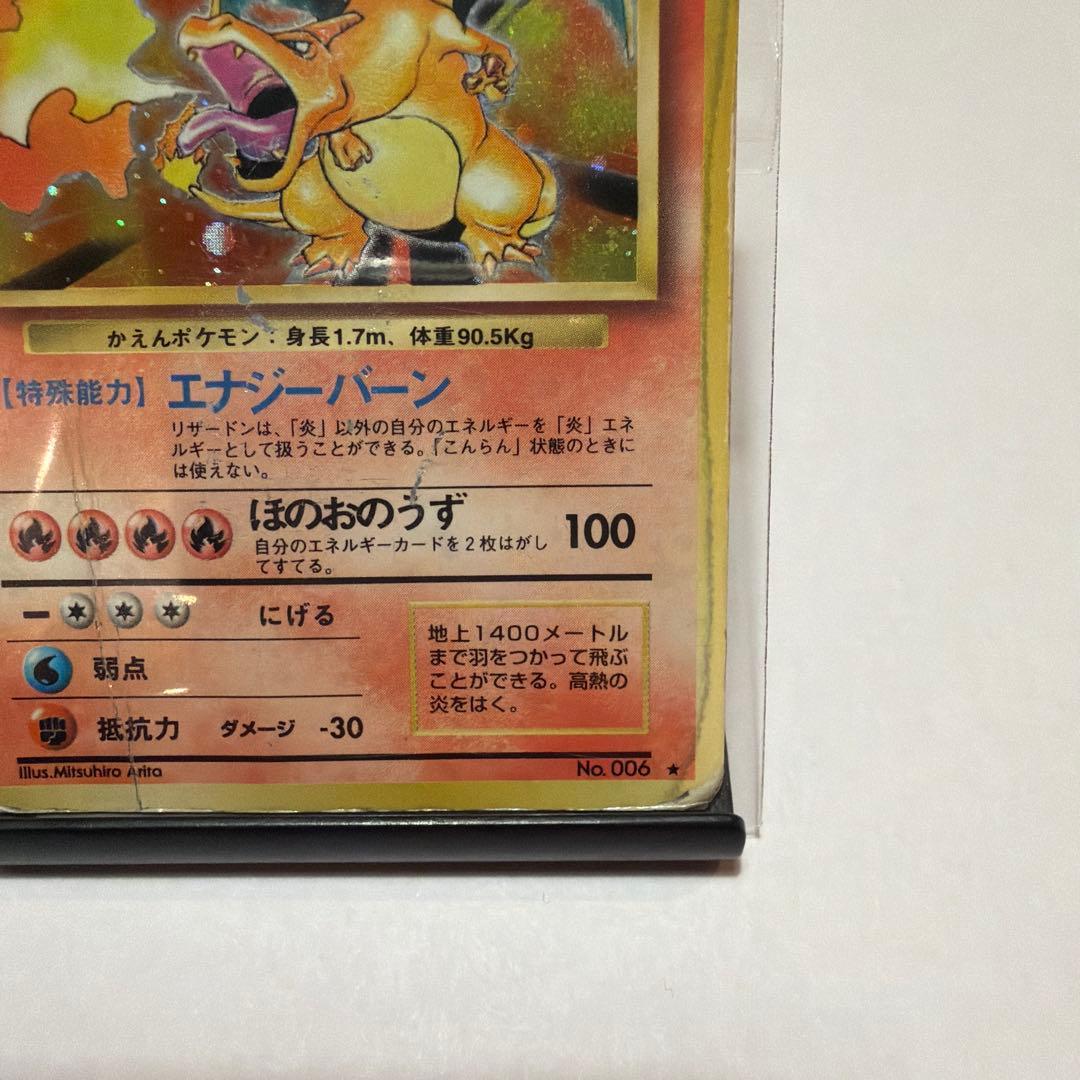 かえんポケモン：身長1.7m、体重90.5Kg
【特殊能力】 エナジーバーン
リザードンは、「炎」以外の自分のエネルギーを「炎」エネ
ルギーとして扱うことができる。「こんらん」状態のときに
は使えない。
ほのおのうず 100
自分のエネルギーカードを2枚はがし
てすてる。
にげる
弱点
抵抗力 ダメージ -30
地上1400メートル
まで羽をつかって飛ぶ
ことができる。高熱の
炎をはく。
Illus.Mitsuhiro Arita
No. 006 ★